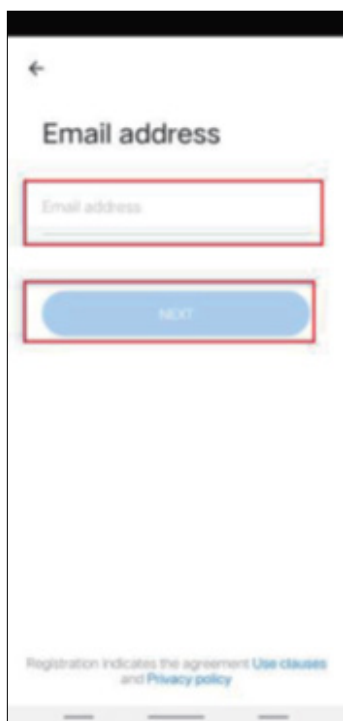 Email address
Email address
NEXT
Registration indicates the agreement Use clauses
and Privacy policy